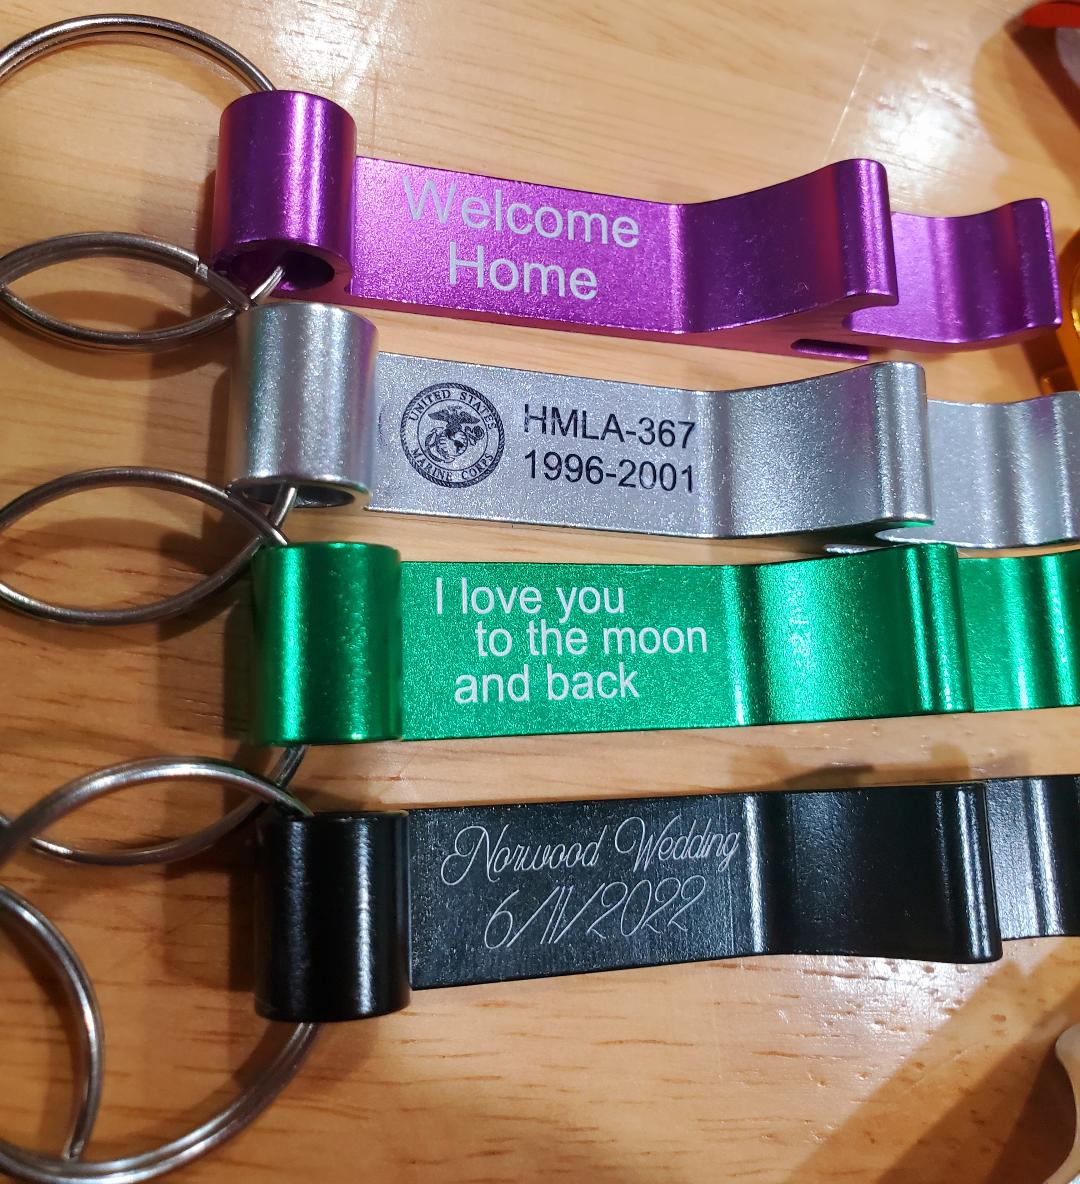 Welcome
Home
UNITED STATES
MARINE CORPS
HMLA-367
1996-2001
I love you
to the moon
and back
Norwood Wedding
6/11/2022